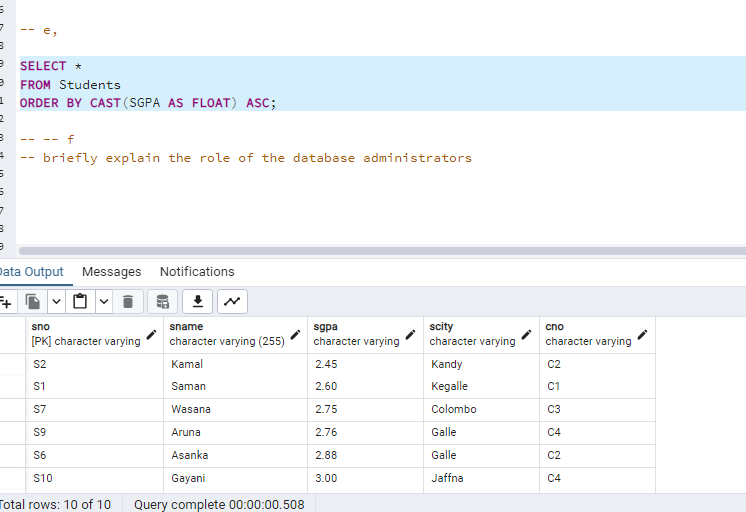 6
7 -- e,
8
9 SELECT *
0 FROM Students
1 ORDER BY CAST(SGPA AS FLOAT) ASC;
2
3 -- -- f
4 -- briefly explain the role of the database administrators
5
6
7
8
9
Data Output Messages Notifications
sno sname sgpa scity cno
[PK] character varying character varying (255) character varying character varying character varying
S2 Kamal 2.45 Kandy C2
S1 Saman 2.60 Kegalle C1
S7 Wasana 2.75 Colombo C3
S9 Aruna 2.76 Galle C4
S6 Asanka 2.88 Galle C2
S10 Gayani 3.00 Jaffna C4
Total rows: 10 of 10 Query complete 00:00:00.508